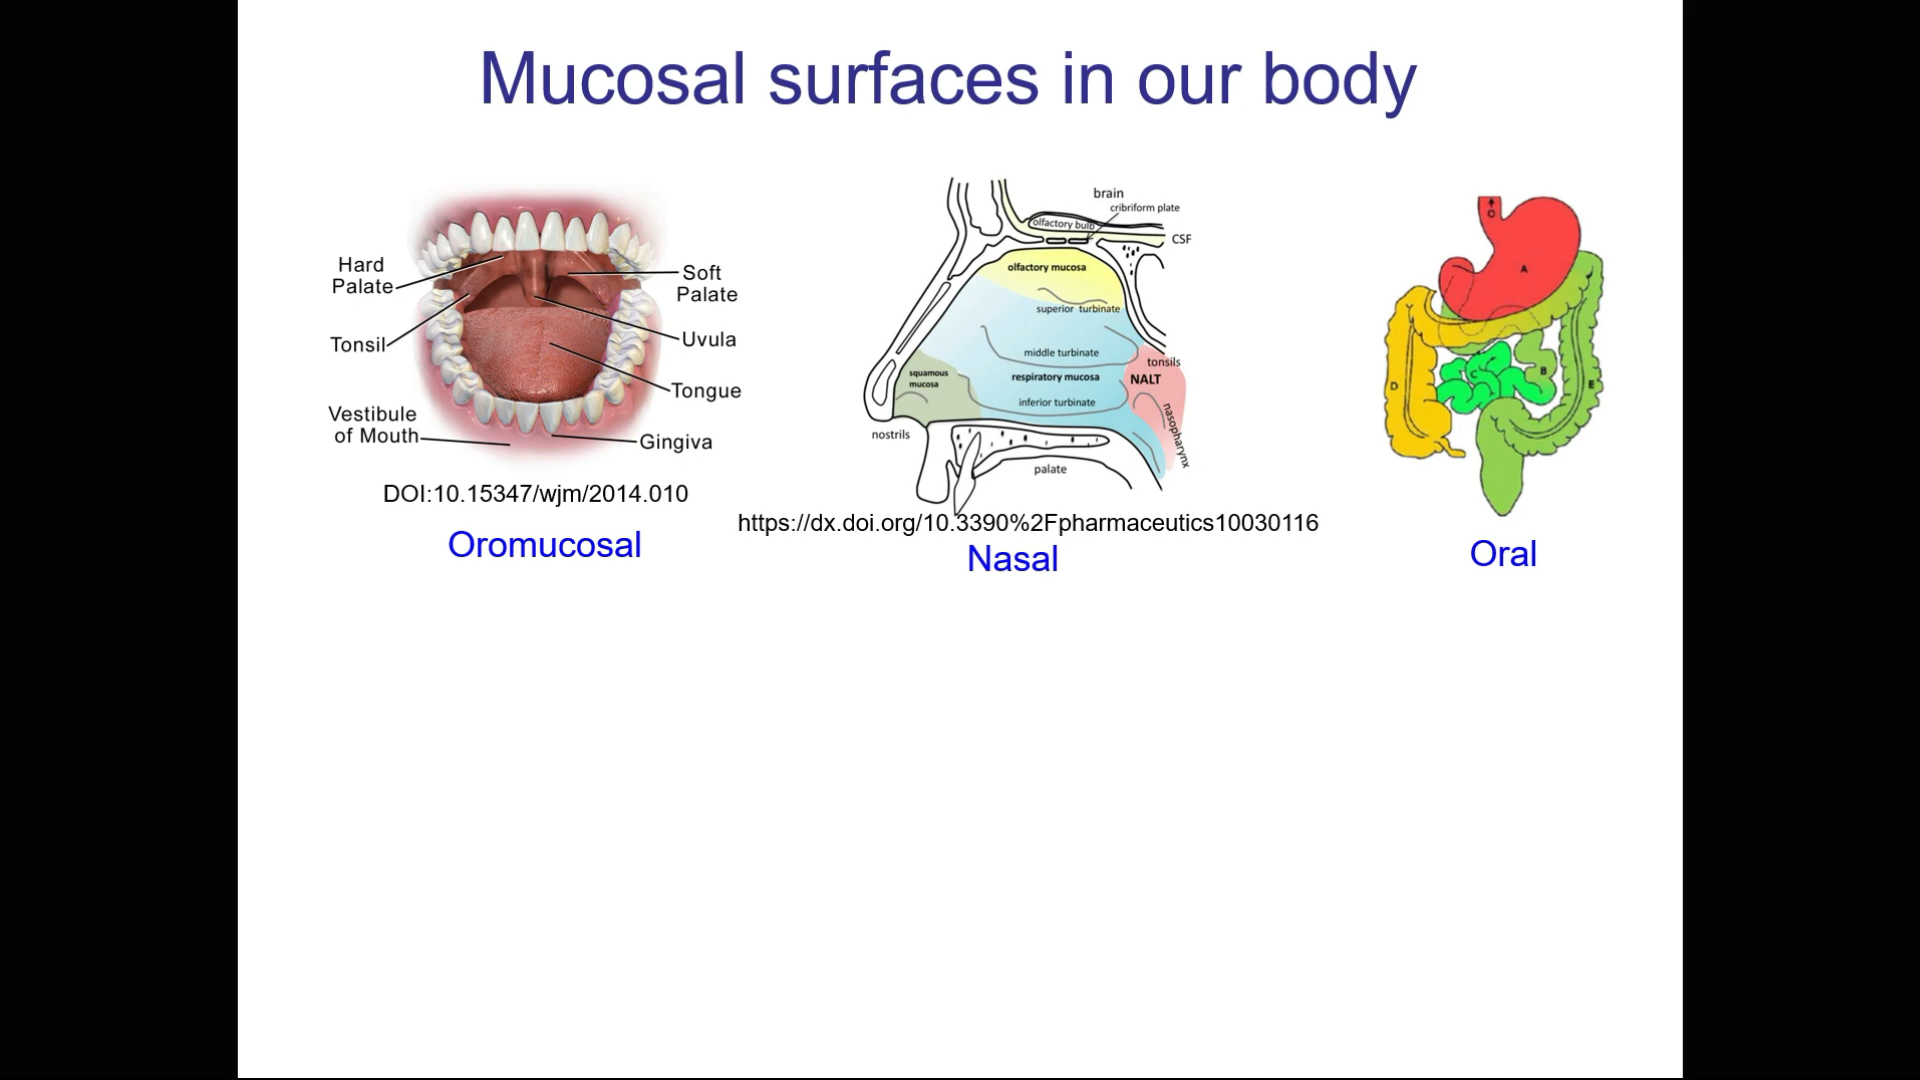 Mucosal surfaces in our body
Hard
Palate
Tonsil
Vestibule
of Mouth
Soft
Palate
Uvula
Tongue
Gingiva
DOI:10.15347/wjm/2014.010
Oromucosal
brain
cribriform plate
olfactory bulb
CSF
olfactory mucosa
superior turbinate
middle turbinate
tonsils
squamous
mucosa
respiratory mucosa
NALT
inferior turbinate
nasopharynx
nostrils
palate
https://dx.doi.org/10.3390%2Fpharmaceutics10030116
Nasal
O
A
B
C
D
E
Oral